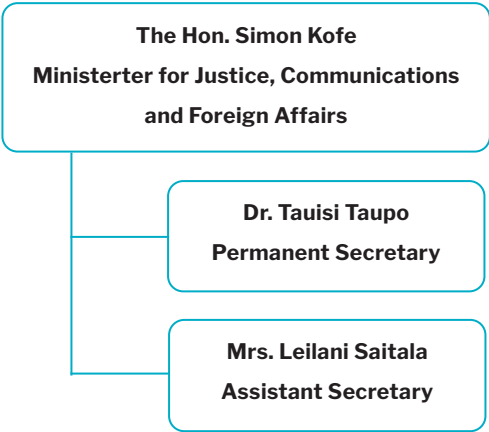 The Hon. Simon Kofe
Ministerter for Justice, Communications
and Foreign Affairs
Dr. Tauisi Taupo
Permanent Secretary
Mrs. Leilani Saitala
Assistant Secretary